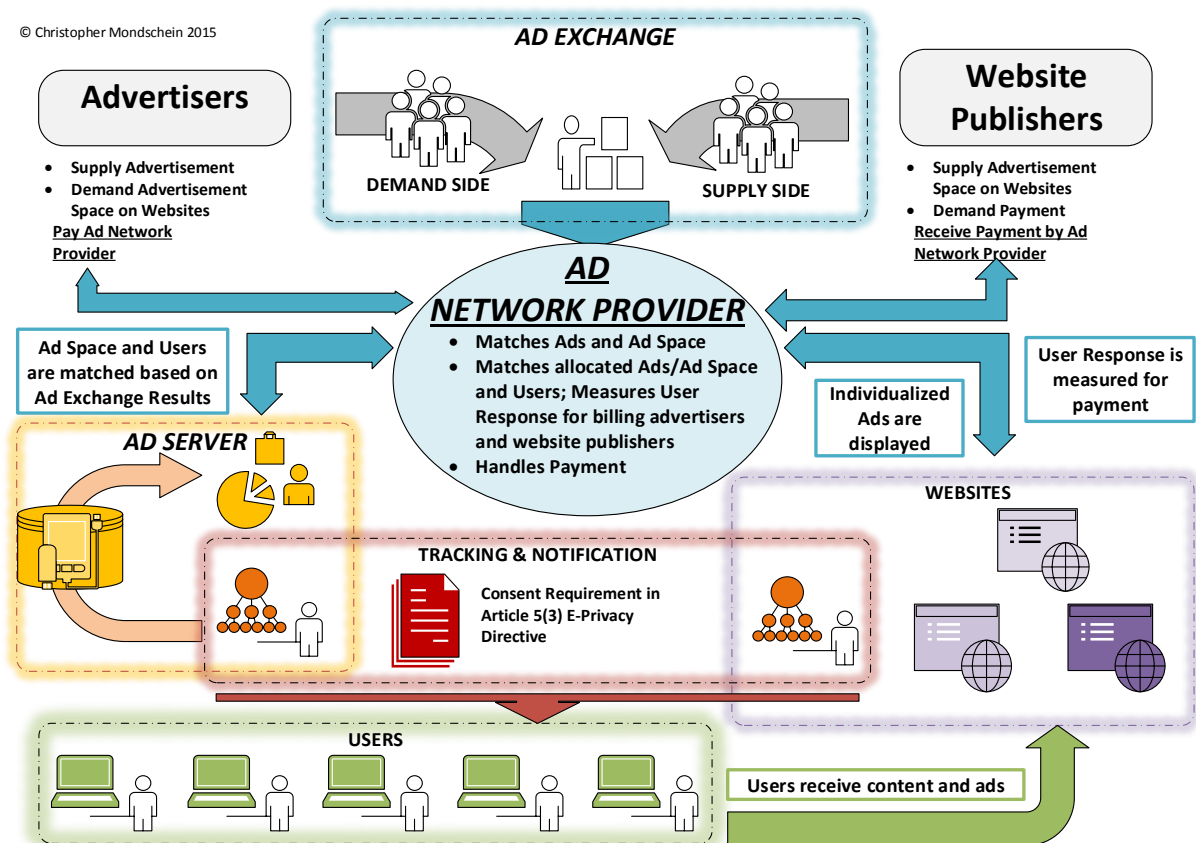 © Christopher Mondschein 2015
AD EXCHANGE
DEMAND SIDE
SUPPLY SIDE
Advertisers
• Supply Advertisement
• Demand Advertisement
Space on Websites
Pay Ad Network
Provider
Website
Publishers
• Supply Advertisement
Space on Websites
• Demand Payment
Receive Payment by Ad
Network Provider
AD
NETWORK PROVIDER
• Matches Ads and Ad Space
• Matches allocated Ads/Ad Space
and Users; Measures User
Response for billing advertisers
and website publishers
• Handles Payment
Ad Space and Users
are matched based on
Ad Exchange Results
Individualized
Ads are
displayed
User Response is
measured for
payment
AD SERVER
WEBSITES
TRACKING & NOTIFICATION
Consent Requirement in
Article 5(3) E-Privacy
Directive
USERS
Users receive content and ads